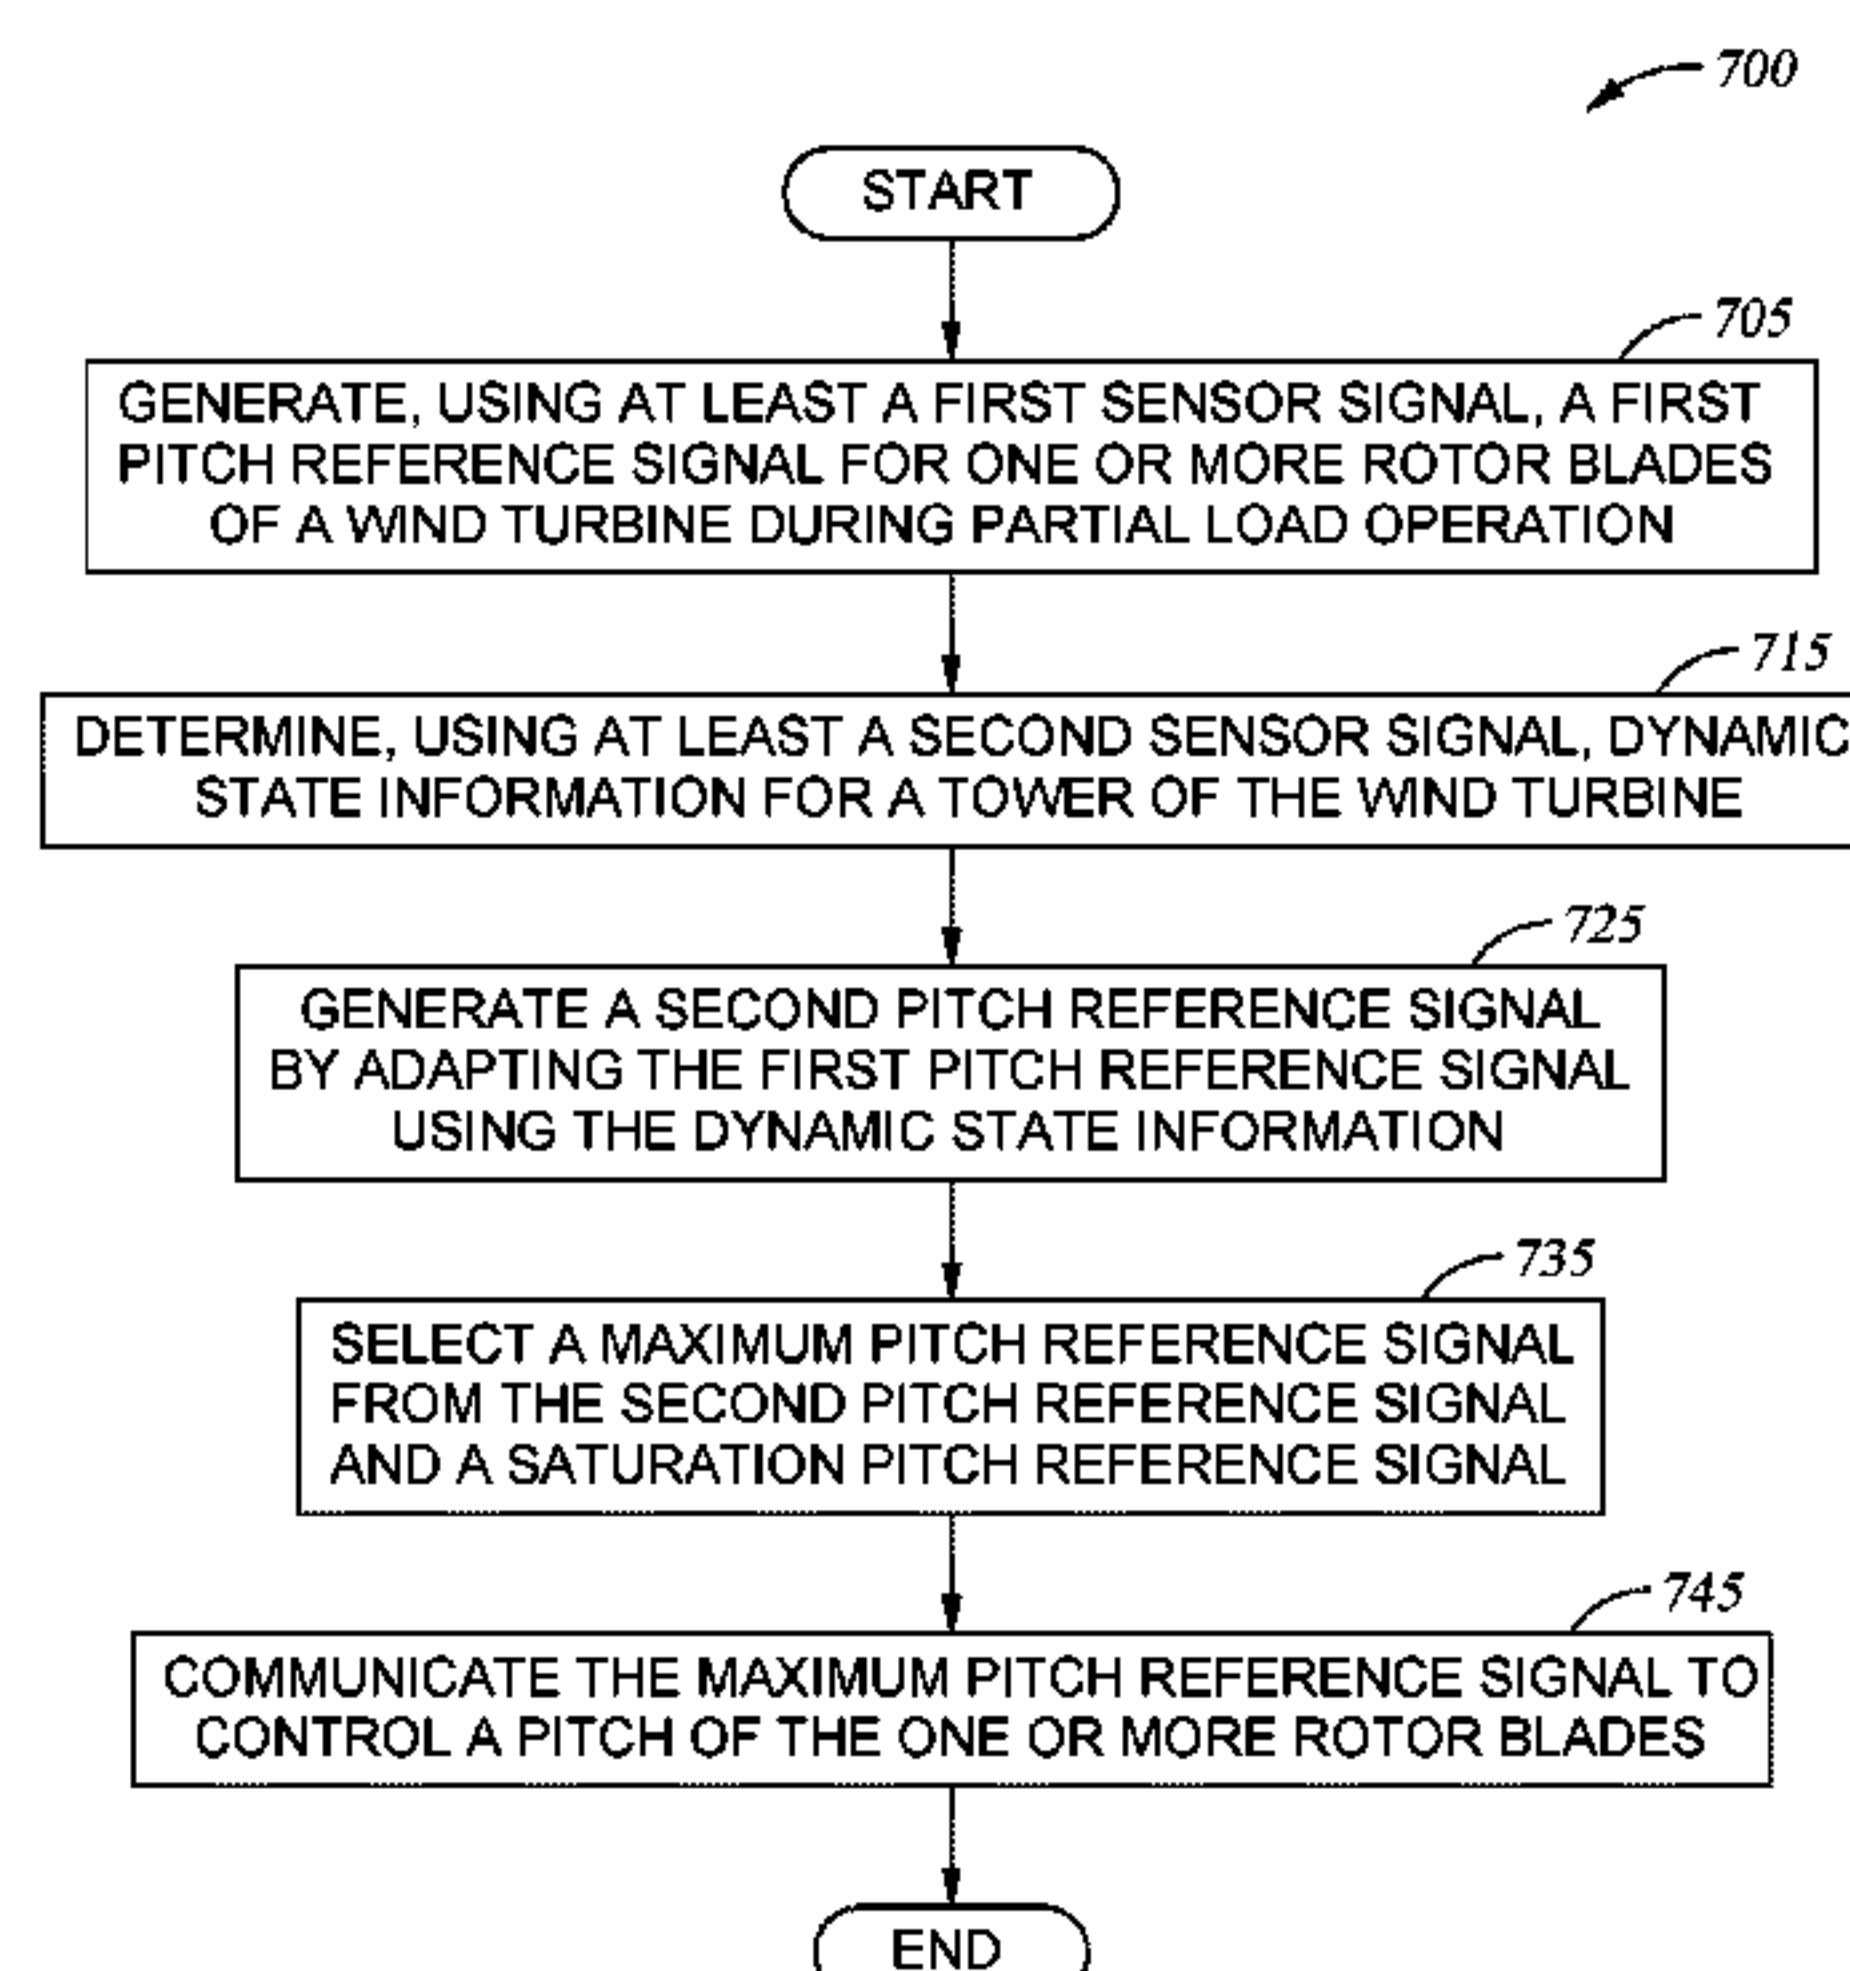 700
START
705
GENERATE, USING AT LEAST A FIRST SENSOR SIGNAL, A FIRST
PITCH REFERENCE SIGNAL FOR ONE OR MORE ROTOR BLADES
OF A WIND TURBINE DURING PARTIAL LOAD OPERATION
715
DETERMINE, USING AT LEAST A SECOND SENSOR SIGNAL, DYNAMIC
STATE INFORMATION FOR A TOWER OF THE WIND TURBINE
725
GENERATE A SECOND PITCH REFERENCE SIGNAL
BY ADAPTING THE FIRST PITCH REFERENCE SIGNAL
USING THE DYNAMIC STATE INFORMATION
735
SELECT A MAXIMUM PITCH REFERENCE SIGNAL
FROM THE SECOND PITCH REFERENCE SIGNAL
AND A SATURATION PITCH REFERENCE SIGNAL
745
COMMUNICATE THE MAXIMUM PITCH REFERENCE SIGNAL TO
CONTROL A PITCH OF THE ONE OR MORE ROTOR BLADES
END